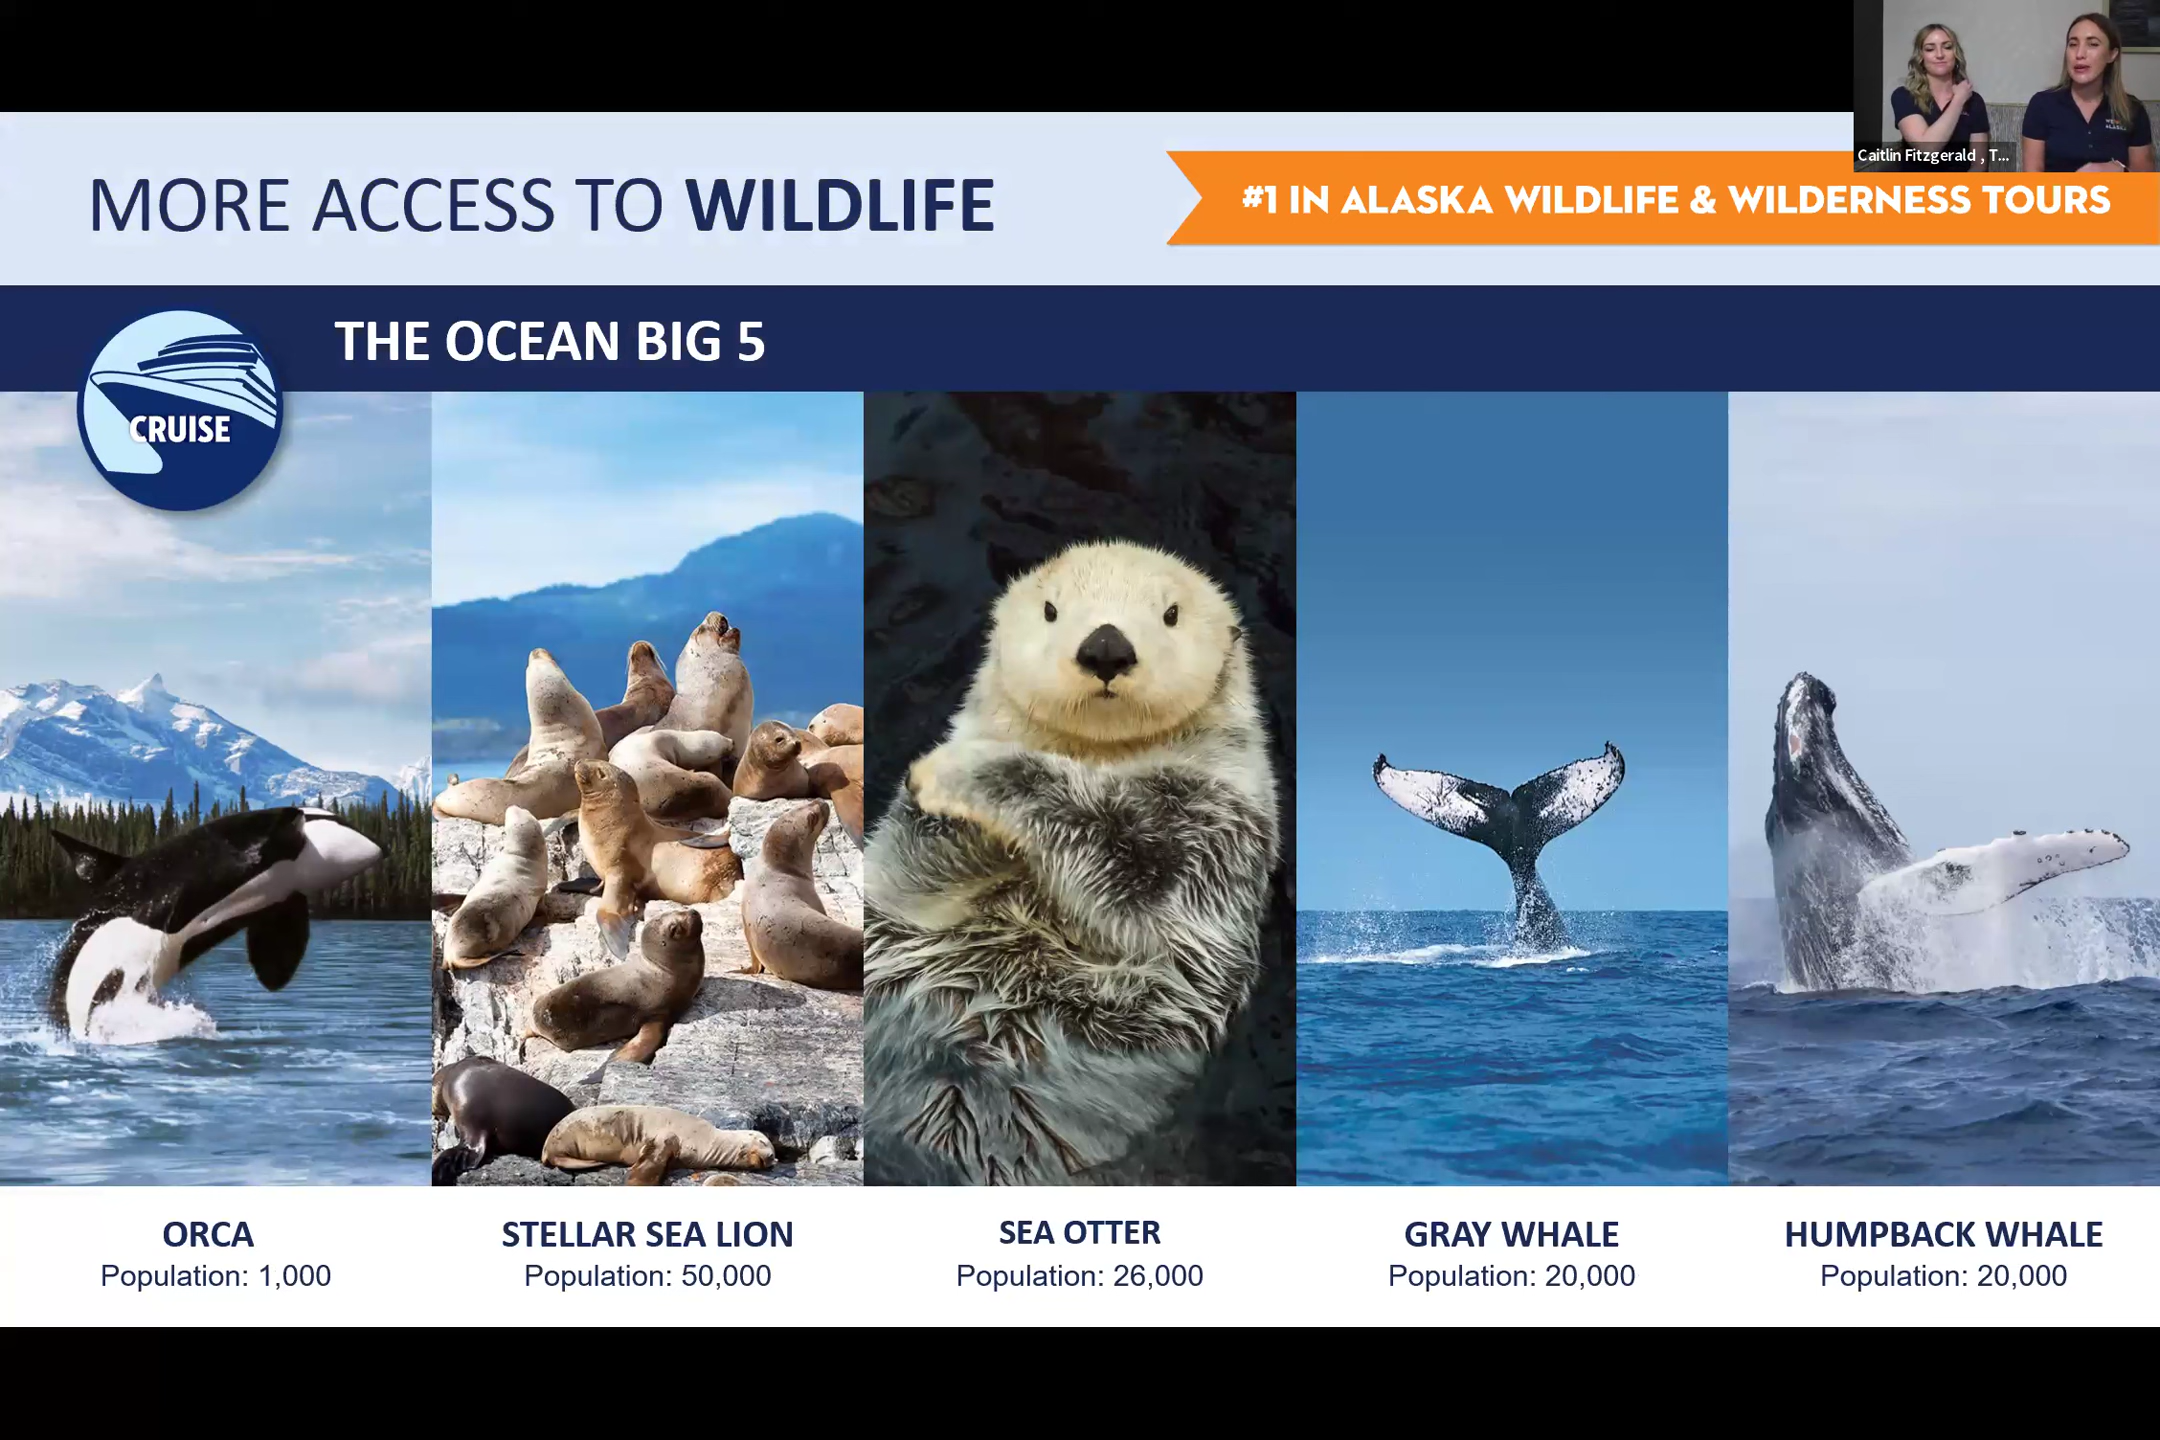 Caitlin Fitzgerald , T...
MORE ACCESS TO WILDLIFE
#1 IN ALASKA WILDLIFE & WILDERNESS TOURS
THE OCEAN BIG 5
CRUISE
ORCA
Population: 1,000
STELLAR SEA LION
Population: 50,000
SEA OTTER
Population: 26,000
GRAY WHALE
Population: 20,000
HUMPBACK WHALE
Population: 20,000